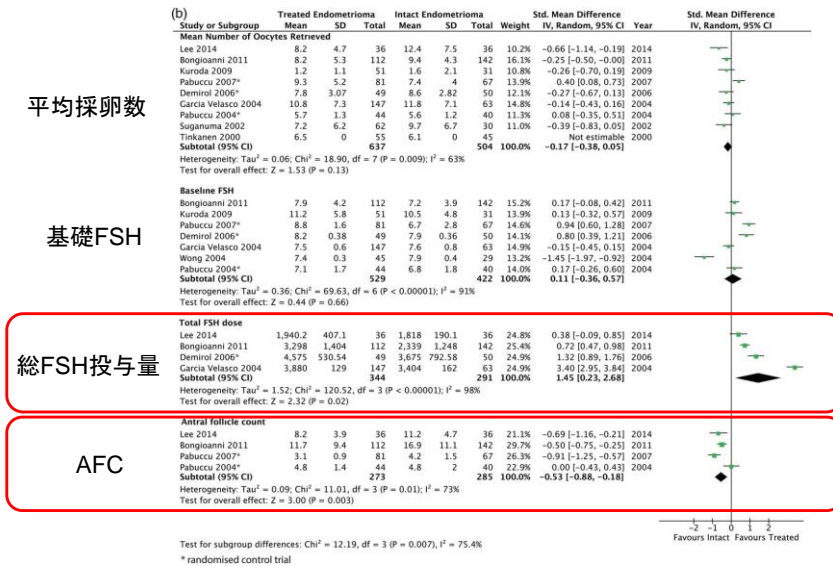 (b)
Treated Endometrioma Intact Endometrioma Std. Mean Difference Std. Mean Difference
Study or Subgroup Mean SD Total Mean SD Total Weight IV, Random, 95% CI Year IV, Random, 95% CI
平均採卵数
Mean Number of Oocytes Retrieved
Lee 2014 8.2 4.7 36 12.4 7.5 36 10.2% -0.66 [-1.14, -0.19] 2014
Bongioanni 2011 8.2 5.3 112 9.4 4.3 142 16.1% -0.25 [-0.50, -0.00] 2011
Kuroda 2009 1.2 1.1 51 1.6 2.1 31 10.9% -0.26 [-0.70, 0.19] 2009
Pabuccu 2007* 9.3 5.2 81 7.4 4 67 13.8% 0.40 [0.08, 0.73] 2007
Demirol 2006* 7.8 3.07 49 8.6 2.82 50 12.1% -0.27 [-0.67, 0.13] 2006
Garcia Velasco 2004 10.8 7.3 147 11.8 7.1 63 14.7% -0.14 [-0.43, 0.16] 2004
Pabuccu 2004* 5.7 1.3 44 5.6 1.2 40 11.3% 0.08 [-0.35, 0.51] 2004
Suganuma 2002 7.2 6.2 62 9.7 6.7 30 11.0% -0.39 [-0.83, 0.05] 2002
Tinkanen 2000 6.5 0 55 6.1 0 45 Not estimable 2000
Subtotal (95% CI) 637 504 100.0% -0.17 [-0.38, 0.05]
Heterogeneity: Tau² = 0.06; Chi² = 18.90, df = 7 (P = 0.009); I² = 63%
Test for overall effect: Z = 1.53 (P = 0.13)
基礎FSH
Baseline FSH
Bongioanni 2011 7.9 4.2 112 7.2 3.9 142 15.2% 0.17 [-0.08, 0.42] 2011
Kuroda 2009 11.2 5.8 51 10.5 4.8 31 14.1% 0.13 [-0.32, 0.57] 2009
Pabuccu 2007* 8.8 1.6 81 6.7 2.8 67 14.8% 0.94 [0.60, 1.28] 2007
Demirol 2006* 8.2 0.38 49 7.9 0.36 50 14.3% 0.80 [0.39, 1.21] 2006
Garcia Velasco 2004 7.5 0.6 147 7.6 0.8 63 14.9% -0.15 [-0.45, 0.15] 2004
Wong 2004 7.4 0.3 45 7.9 0.4 29 13.4% -1.45 [-1.97, -0.92] 2004
Pabuccu 2004* 7.1 1.7 44 6.8 1.8 40 14.2% 0.17 [-0.26, 0.60] 2004
Subtotal (95% CI) 529 422 100.0% 0.11 [-0.36, 0.57]
Heterogeneity: Tau² = 0.36; Chi² = 69.63, df = 6 (P < 0.00001); I² = 91%
Test for overall effect: Z = 0.44 (P = 0.66)
総FSH投与量
Total FSH dose
Lee 2014 1,940.2 407.1 36 1,818 190.1 36 24.8% 0.38 [-0.09, 0.85] 2014
Bongioanni 2011 3,298 1,404 112 2,339 1,248 142 25.5% 0.72 [0.47, 0.98] 2011
Demirol 2006* 4,575 530.54 49 3,675 792.58 50 24.9% 1.32 [0.89, 1.76] 2006
Garcia Velasco 2004 3,880 129 147 3,404 162 63 24.8% 3.40 [2.95, 3.84] 2004
Subtotal (95% CI) 344 291 100.0% 1.45 [0.23, 2.68]
Heterogeneity: Tau² = 1.52; Chi² = 120.52, df = 3 (P < 0.00001); I² = 98%
Test for overall effect: Z = 2.32 (P = 0.02)
AFC
Antral follicle count
Lee 2014 8.2 3.9 36 11.2 4.7 36 21.1% -0.69 [-1.16, -0.21] 2014
Bongioanni 2011 11.7 9.4 112 16.9 11.1 142 29.7% -0.50 [-0.75, -0.25] 2011
Pabuccu 2007* 3.1 0.9 81 4.2 1.5 67 26.4% -0.91 [-1.25, -0.57] 2007
Pabuccu 2004* 4.8 1.4 44 4.8 2 40 22.9% 0.00 [-0.43, 0.43] 2004
Subtotal (95% CI) 273 285 100.0% -0.53 [-0.88, -0.18]
Heterogeneity: Tau² = 0.09; Chi² = 11.01, df = 3 (P = 0.01); I² = 73%
Test for overall effect: Z = 3.00 (P = 0.003)
-2 -1 0 1 2
Favours Intact Favours Treated
Test for subgroup differences: Chi² = 12.19, df = 3 (P = 0.007), I² = 75.4%
* randomised control trial